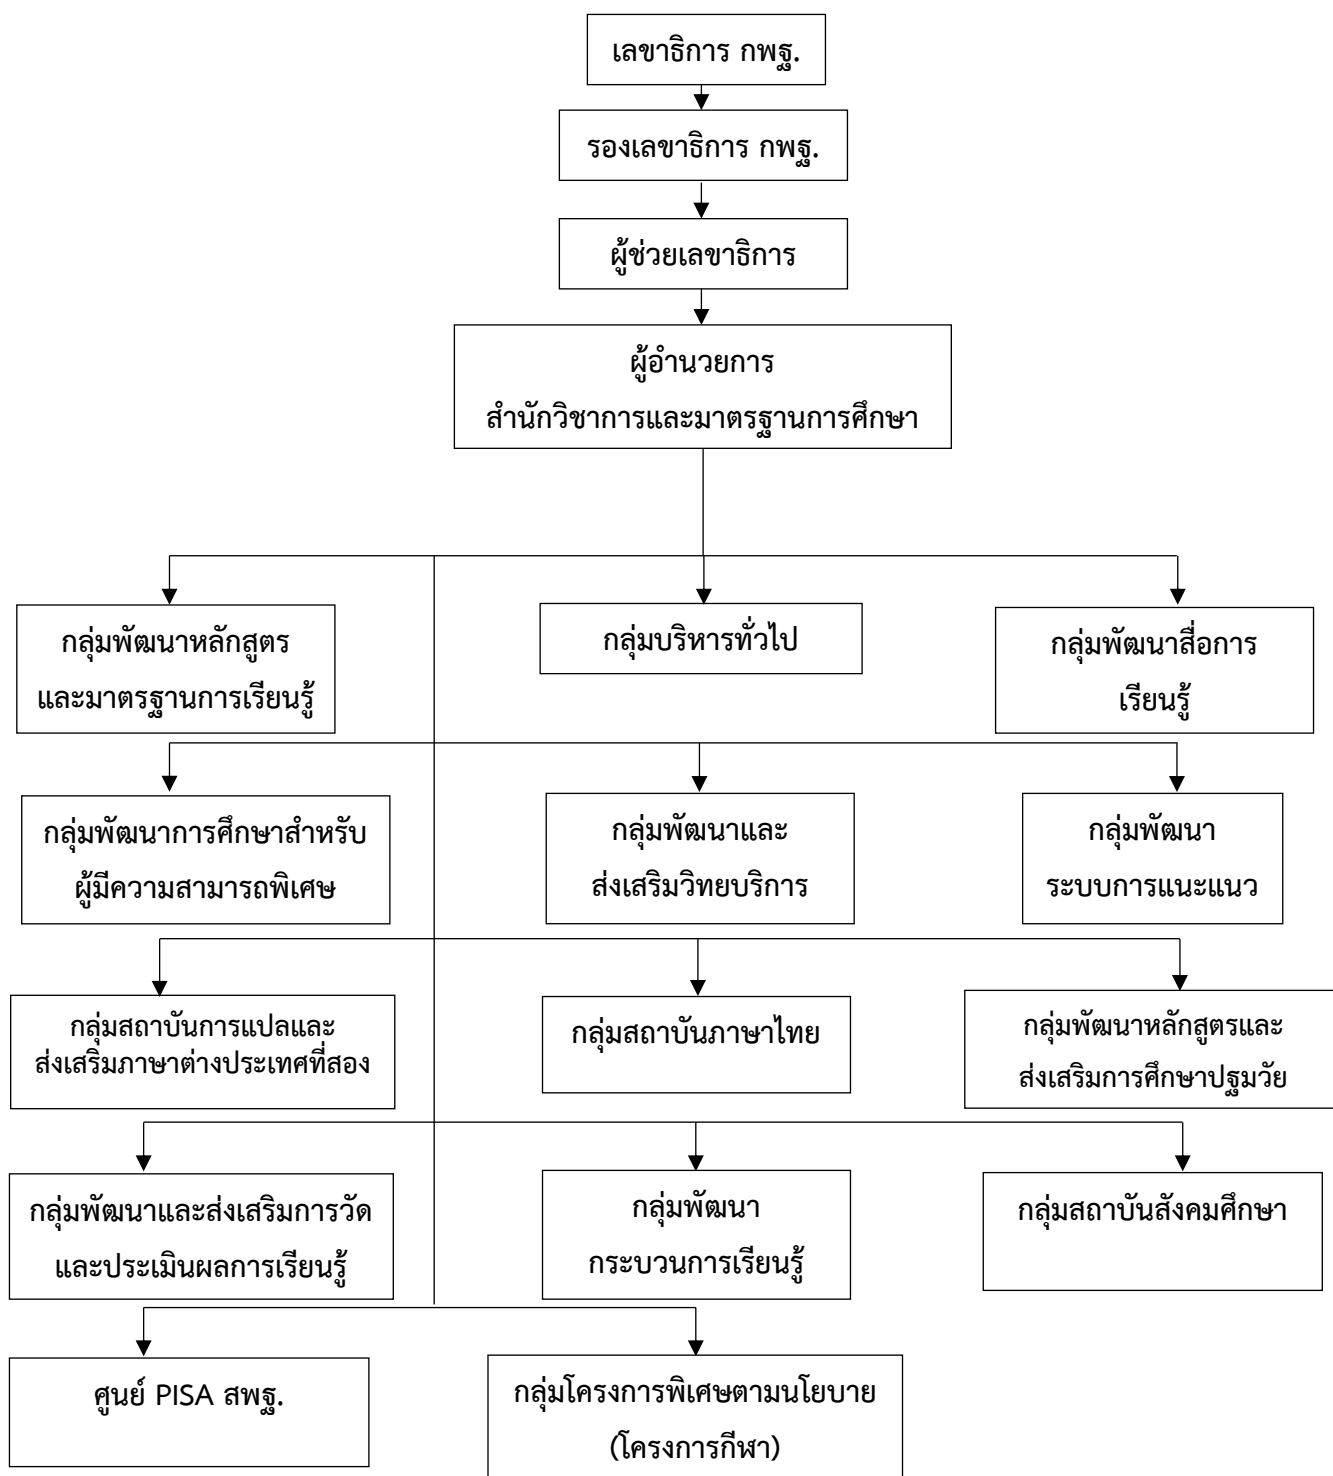 เลขาธิการ กพฐ.
รองเลขาธิการ กพฐ.
ผู้ช่วยเลขาธิการ
ผู้อำนวยการ
สำนักวิชาการและมาตรฐานการศึกษา
กลุ่มพัฒนาหลักสูตร
และมาตรฐานการเรียนรู้
กลุ่มบริหารทั่วไป
กลุ่มพัฒนาสื่อการ
เรียนรู้
กลุ่มพัฒนาการศึกษาสำหรับ
ผู้มีความสามารถพิเศษ
กลุ่มพัฒนาและ
ส่งเสริมวิทยบริการ
กลุ่มพัฒนา
ระบบการแนะแนว
กลุ่มสถาบันการแปลและ
ส่งเสริมภาษาต่างประเทศที่สอง
กลุ่มสถาบันภาษาไทย
กลุ่มพัฒนาหลักสูตรและ
ส่งเสริมการศึกษาปฐมวัย
กลุ่มพัฒนาและส่งเสริมการวัด
และประเมินผลการเรียนรู้
กลุ่มพัฒนา
กระบวนการเรียนรู้
กลุ่มสถาบันสังคมศึกษา
ศูนย์ PISA สพฐ.
กลุ่มโครงการพิเศษตามนโยบาย
(โครงการกีฬา)